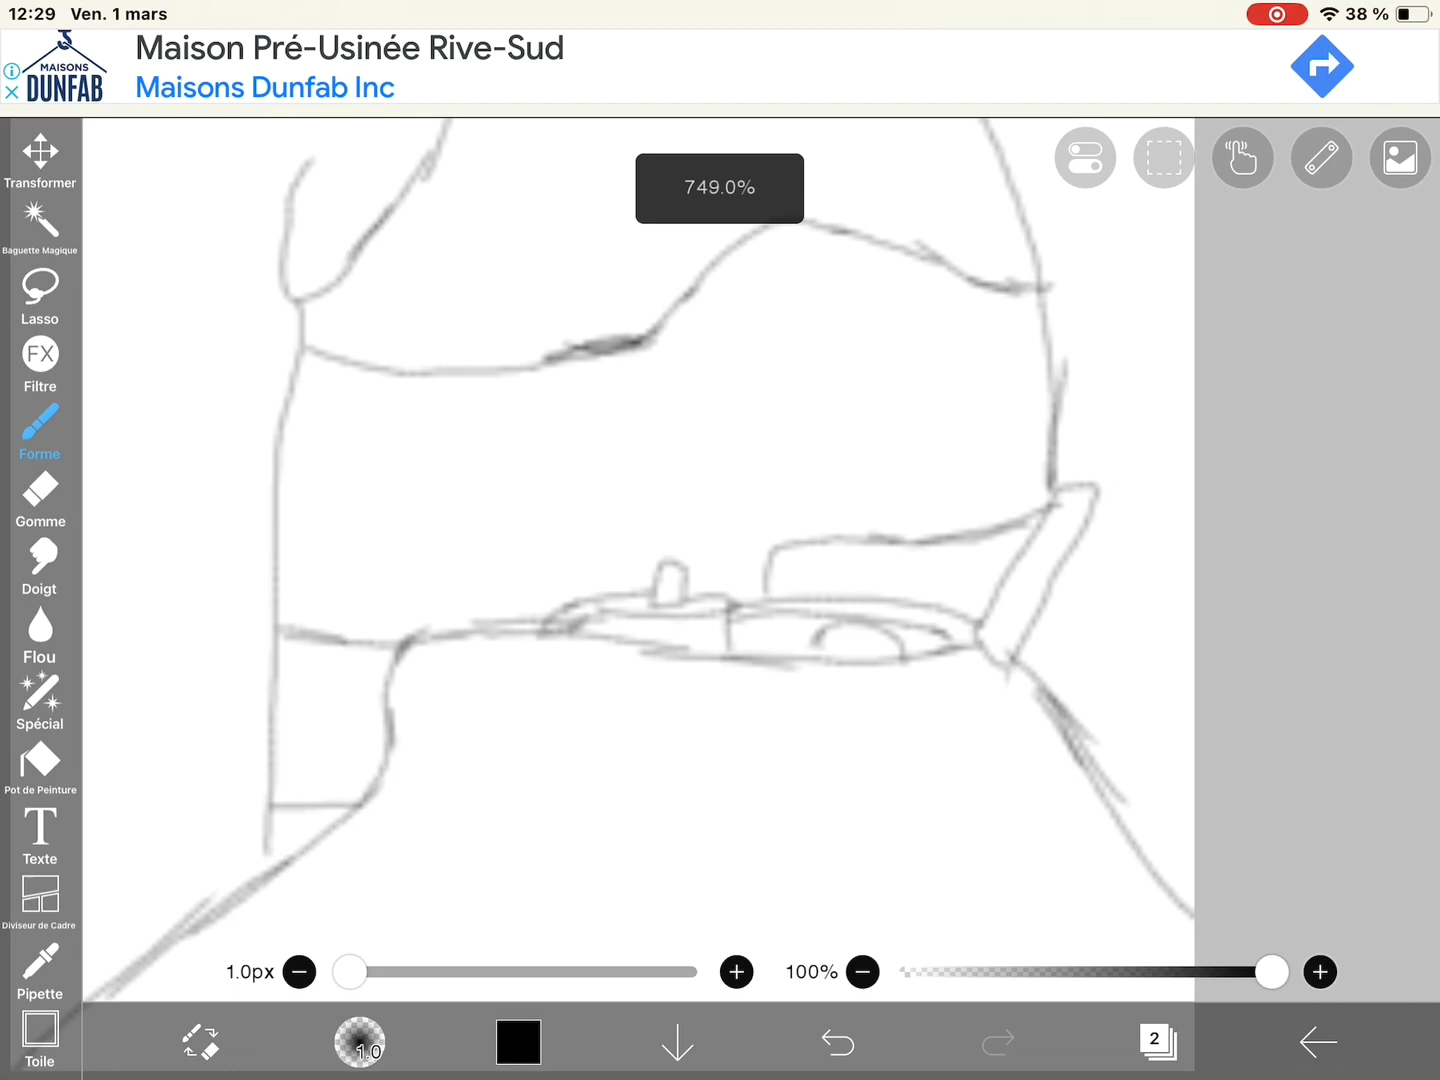 12:29 Ven. 1 mars
38 %
MAISONS
DUNFAB
Maison Pré-Usinée Rive-Sud
Maisons Dunfab Inc
749.0%
Transformer
Baguette Magique
Lasso
FX
Filtre
Forme
Gomme
Doigt
Flou
Spécial
Pot de Peinture
T
Texte
Diviseur de Cadre
Pipette
Toile
1.0px
100%
1.0
2